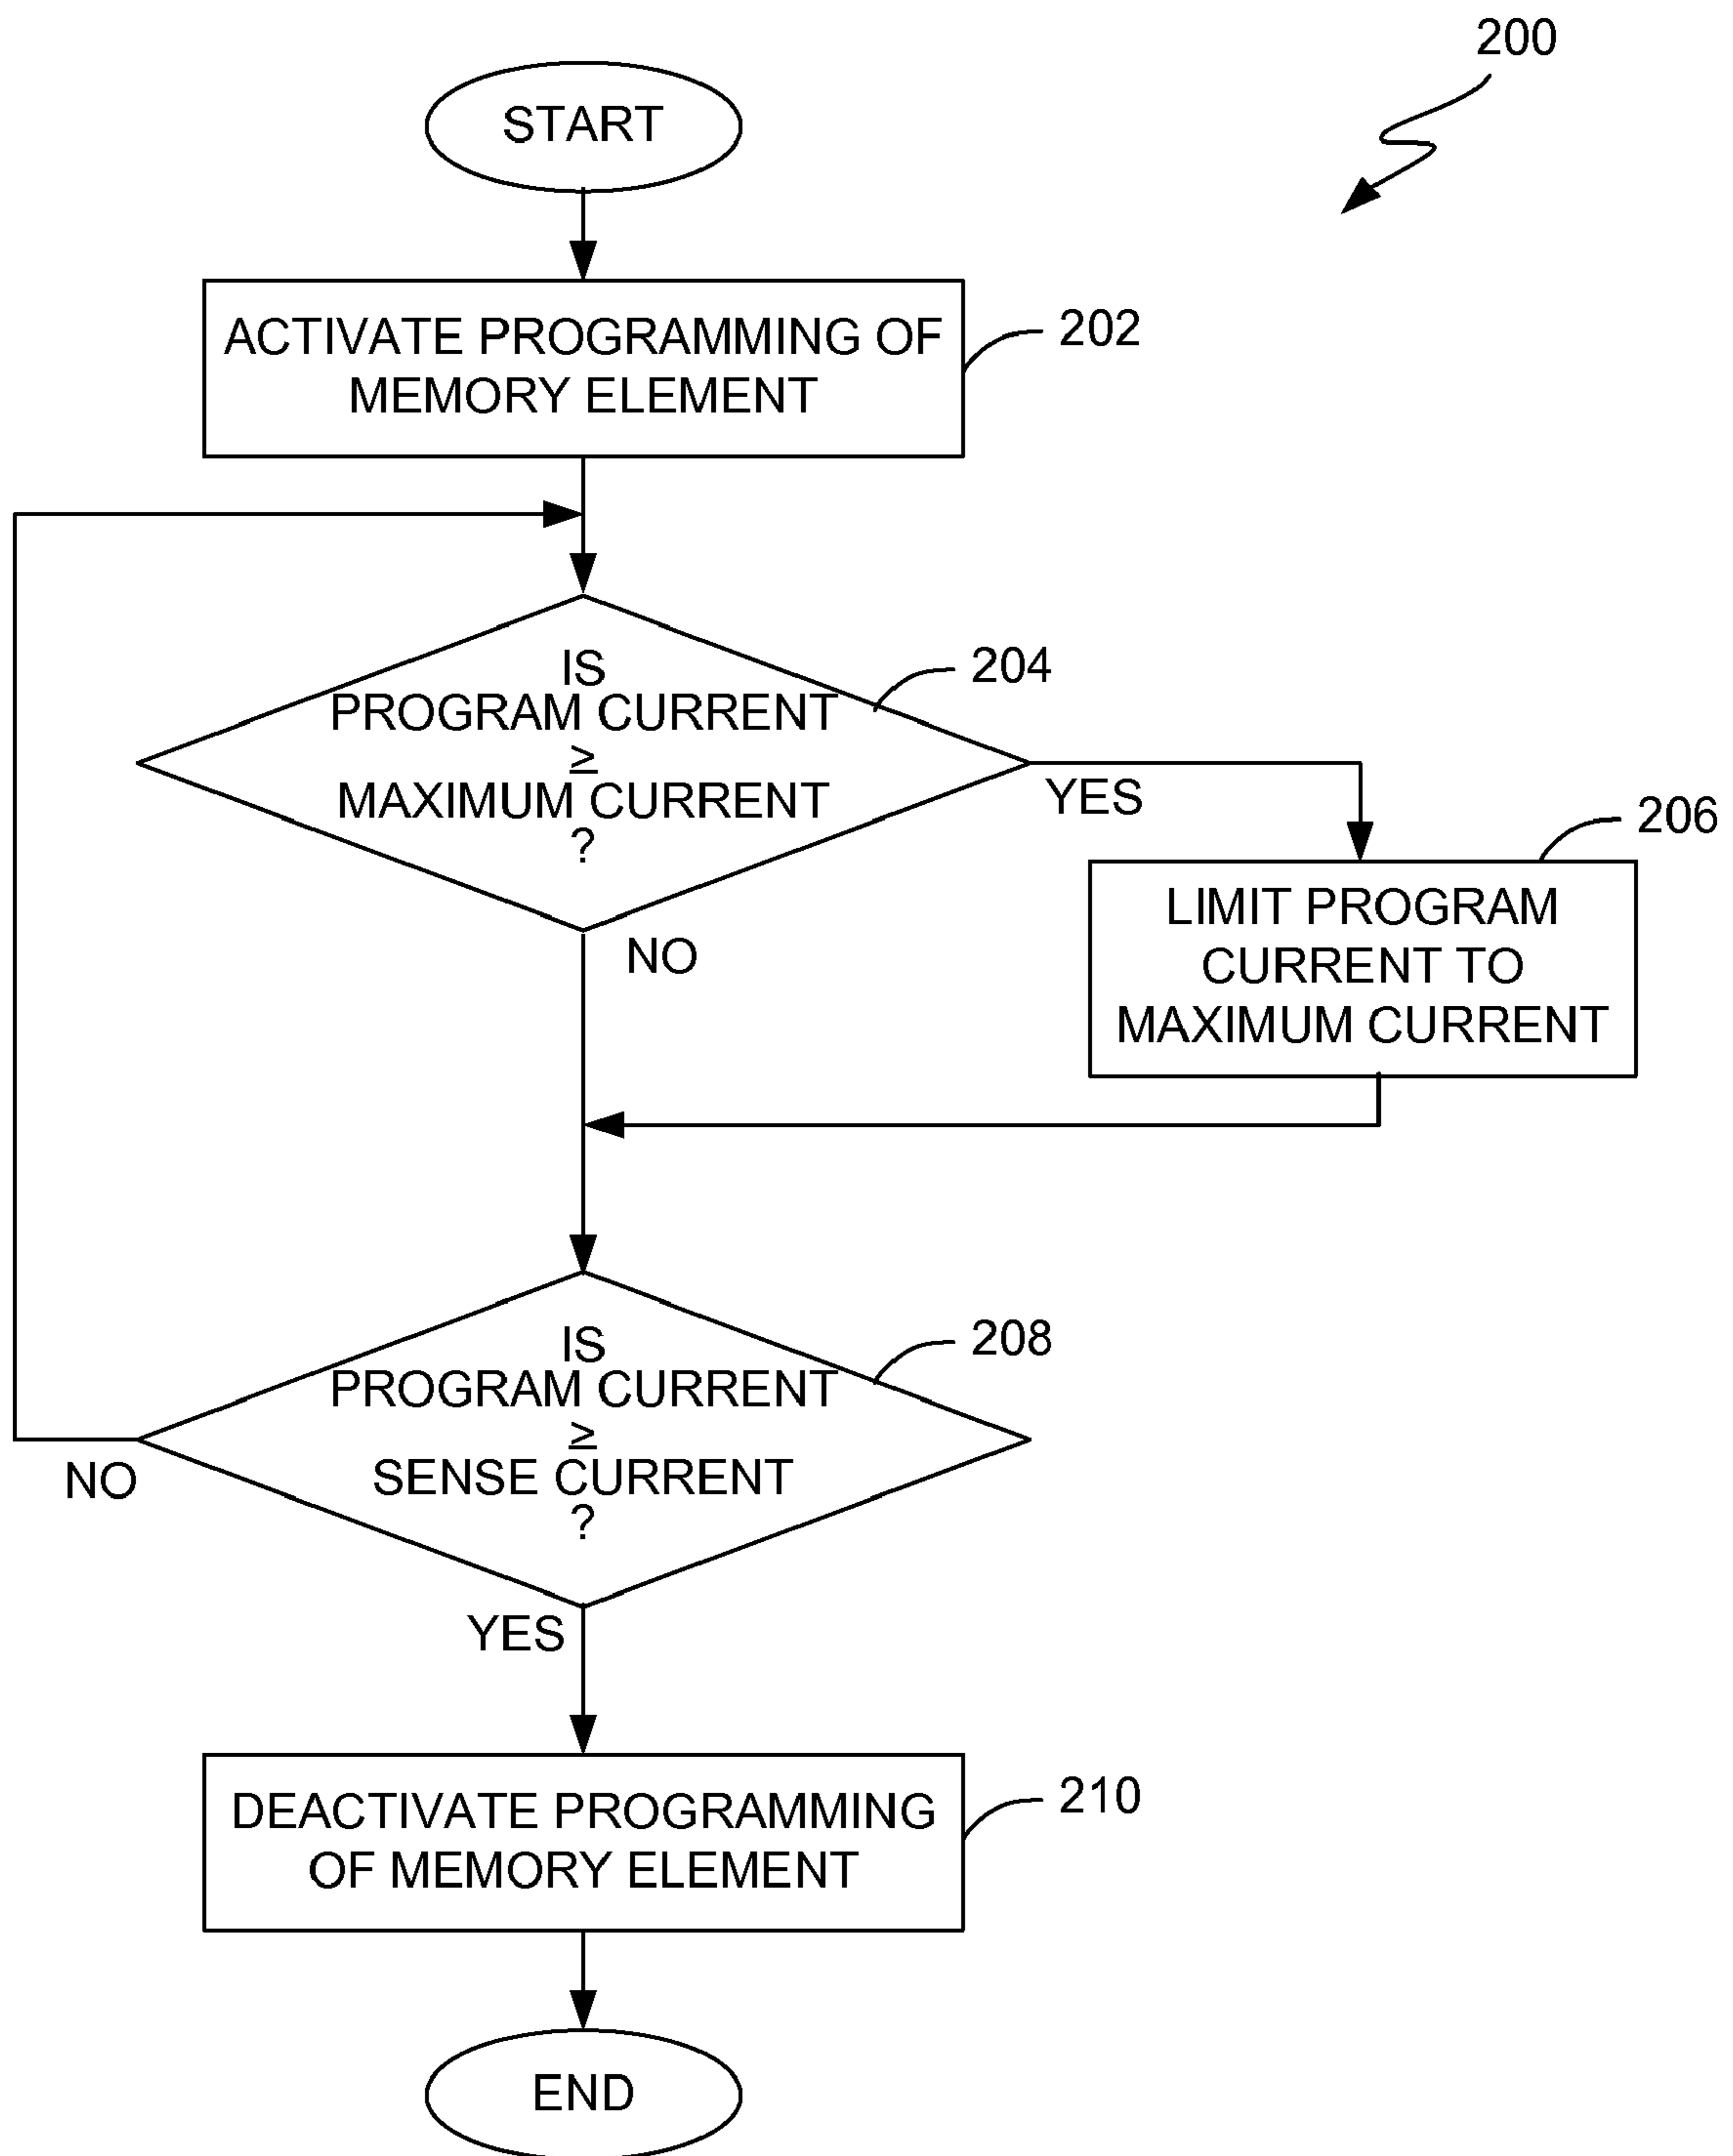 200
START
ACTIVATE PROGRAMMING OF
MEMORY ELEMENT
202
IS
PROGRAM CURRENT
≥
MAXIMUM CURRENT
?
204
YES
NO
206
LIMIT PROGRAM
CURRENT TO
MAXIMUM CURRENT
IS
PROGRAM CURRENT
≥
SENSE CURRENT
?
208
NO
YES
DEACTIVATE PROGRAMMING
OF MEMORY ELEMENT
210
END